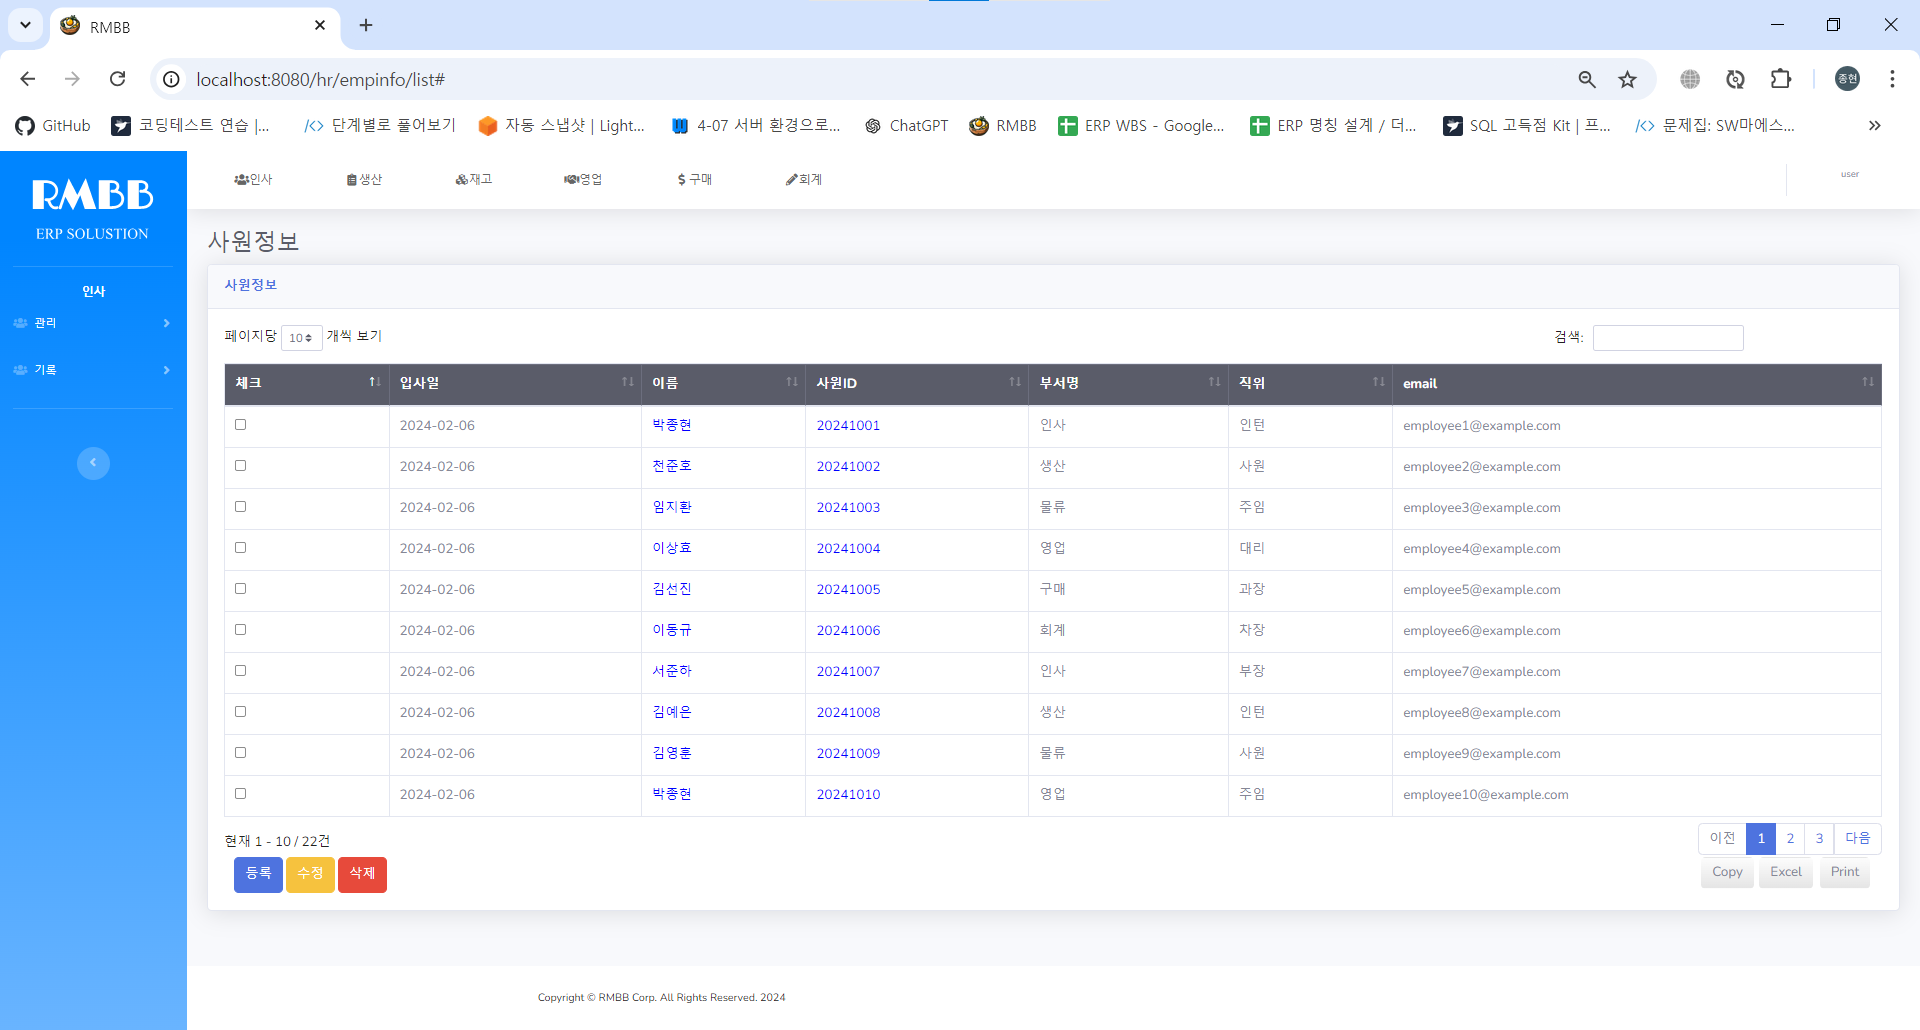 RMBB
localhost:8080/hr/empinfo/list#
종현
GitHub 코딩테스트 연습 |... 단계별로 풀어보기 자동 스냅샷 | Light... 4-07 서버 환경으로... ChatGPT RMBB ERP WBS - Google... ERP 명칭 설계 / 더... SQL 고득점 Kit | 프... 문제집: SW마에스...
RMBB
ERP SOLUSTION
인사
관리
기록
인사 생산 재고 영업 구매 회계 user
사원정보
사원정보
페이지당 10 개씩 보기 검색:
체크 입사일 이름 사원ID 부서명 직위 email
2024-02-06 박종현 20241001 인사 인턴 employee1@example.com
2024-02-06 천준호 20241002 생산 사원 employee2@example.com
2024-02-06 임지환 20241003 물류 주임 employee3@example.com
2024-02-06 이상효 20241004 영업 대리 employee4@example.com
2024-02-06 김선진 20241005 구매 과장 employee5@example.com
2024-02-06 이동규 20241006 회계 차장 employee6@example.com
2024-02-06 서준하 20241007 인사 부장 employee7@example.com
2024-02-06 김예은 20241008 생산 인턴 employee8@example.com
2024-02-06 김영훈 20241009 물류 사원 employee9@example.com
2024-02-06 박종현 20241010 영업 주임 employee10@example.com
현재 1 - 10 / 22건 이전 1 2 3 다음
등록 수정 삭제 Copy Excel Print
Copyright © RMBB Corp. All Rights Reserved. 2024